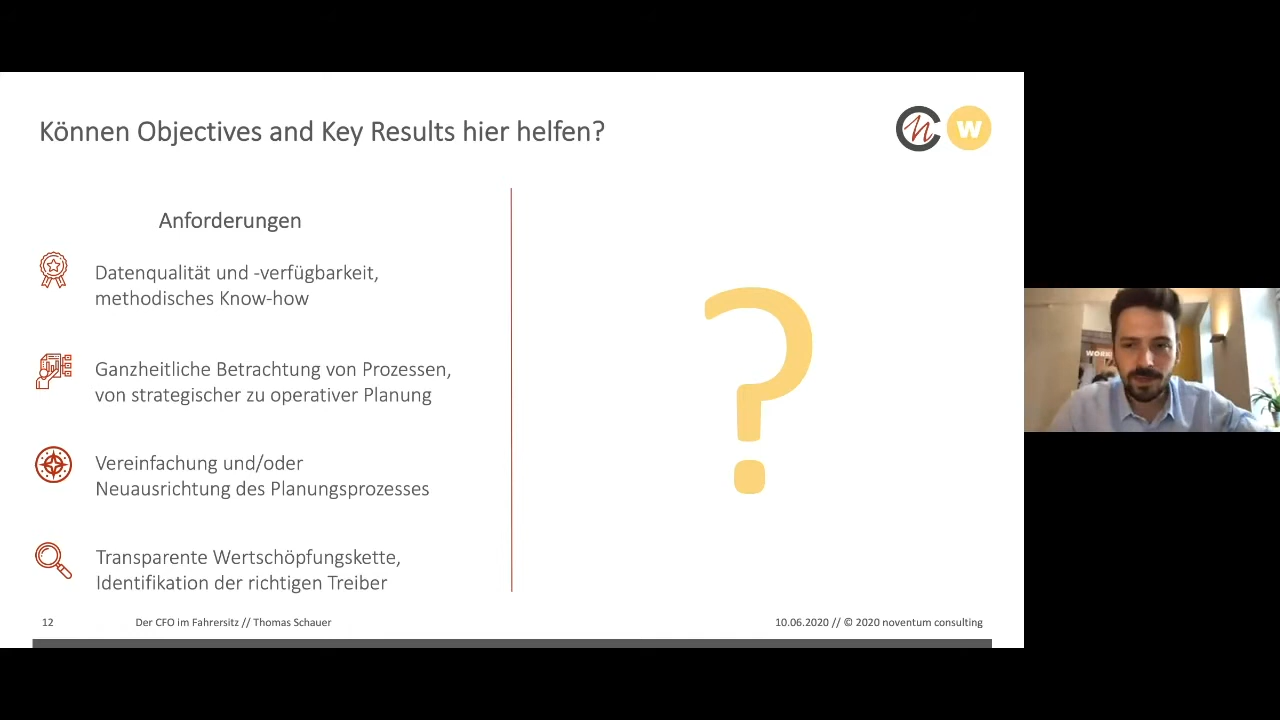 Können Objectives and Key Results hier helfen?
n
w
Anforderungen
Datenqualität und -verfügbarkeit,
methodisches Know-how
Ganzheitliche Betrachtung von Prozessen,
von strategischer zu operativer Planung
Vereinfachung und/oder
Neuausrichtung des Planungsprozesses
Transparente Wertschöpfungskette,
Identifikation der richtigen Treiber
?
12
Der CFO im Fahrersitz // Thomas Schauer
10.06.2020 // © 2020 noventum consulting